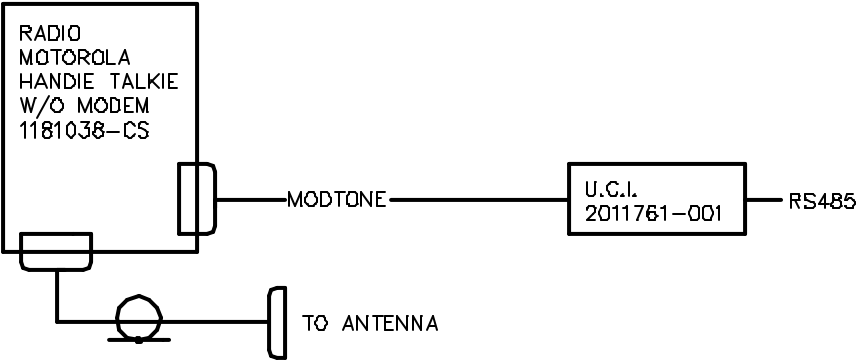 RADIO
MOTOROLA
HANDIE TALKIE
W/O MODEM
1181038-CS
MODTONE
U.C.I.
2011761-001
RS485
TO ANTENNA